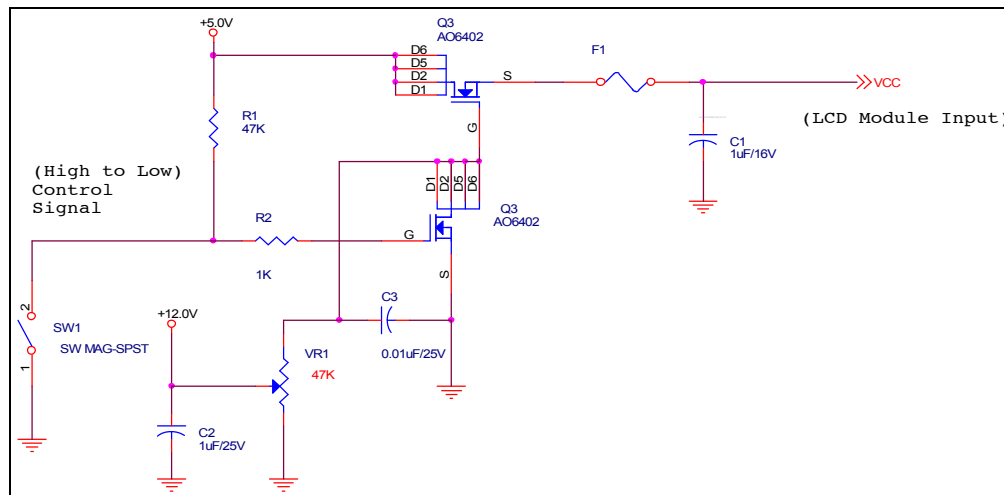 +5.0V
Q3
AO6402
D6
D5
D2
D1
S
G
F1
VCC
(LCD Module Input)
C1
1uF/16V
R1
47K
(High to Low)
Control
Signal
D1
D2
D5
D6
Q3
AO6402
R2
1K
G
S
2
SW1
SW MAG-SPST
1
+12.0V
C3
0.01uF/25V
VR1
47K
C2
1uF/25V